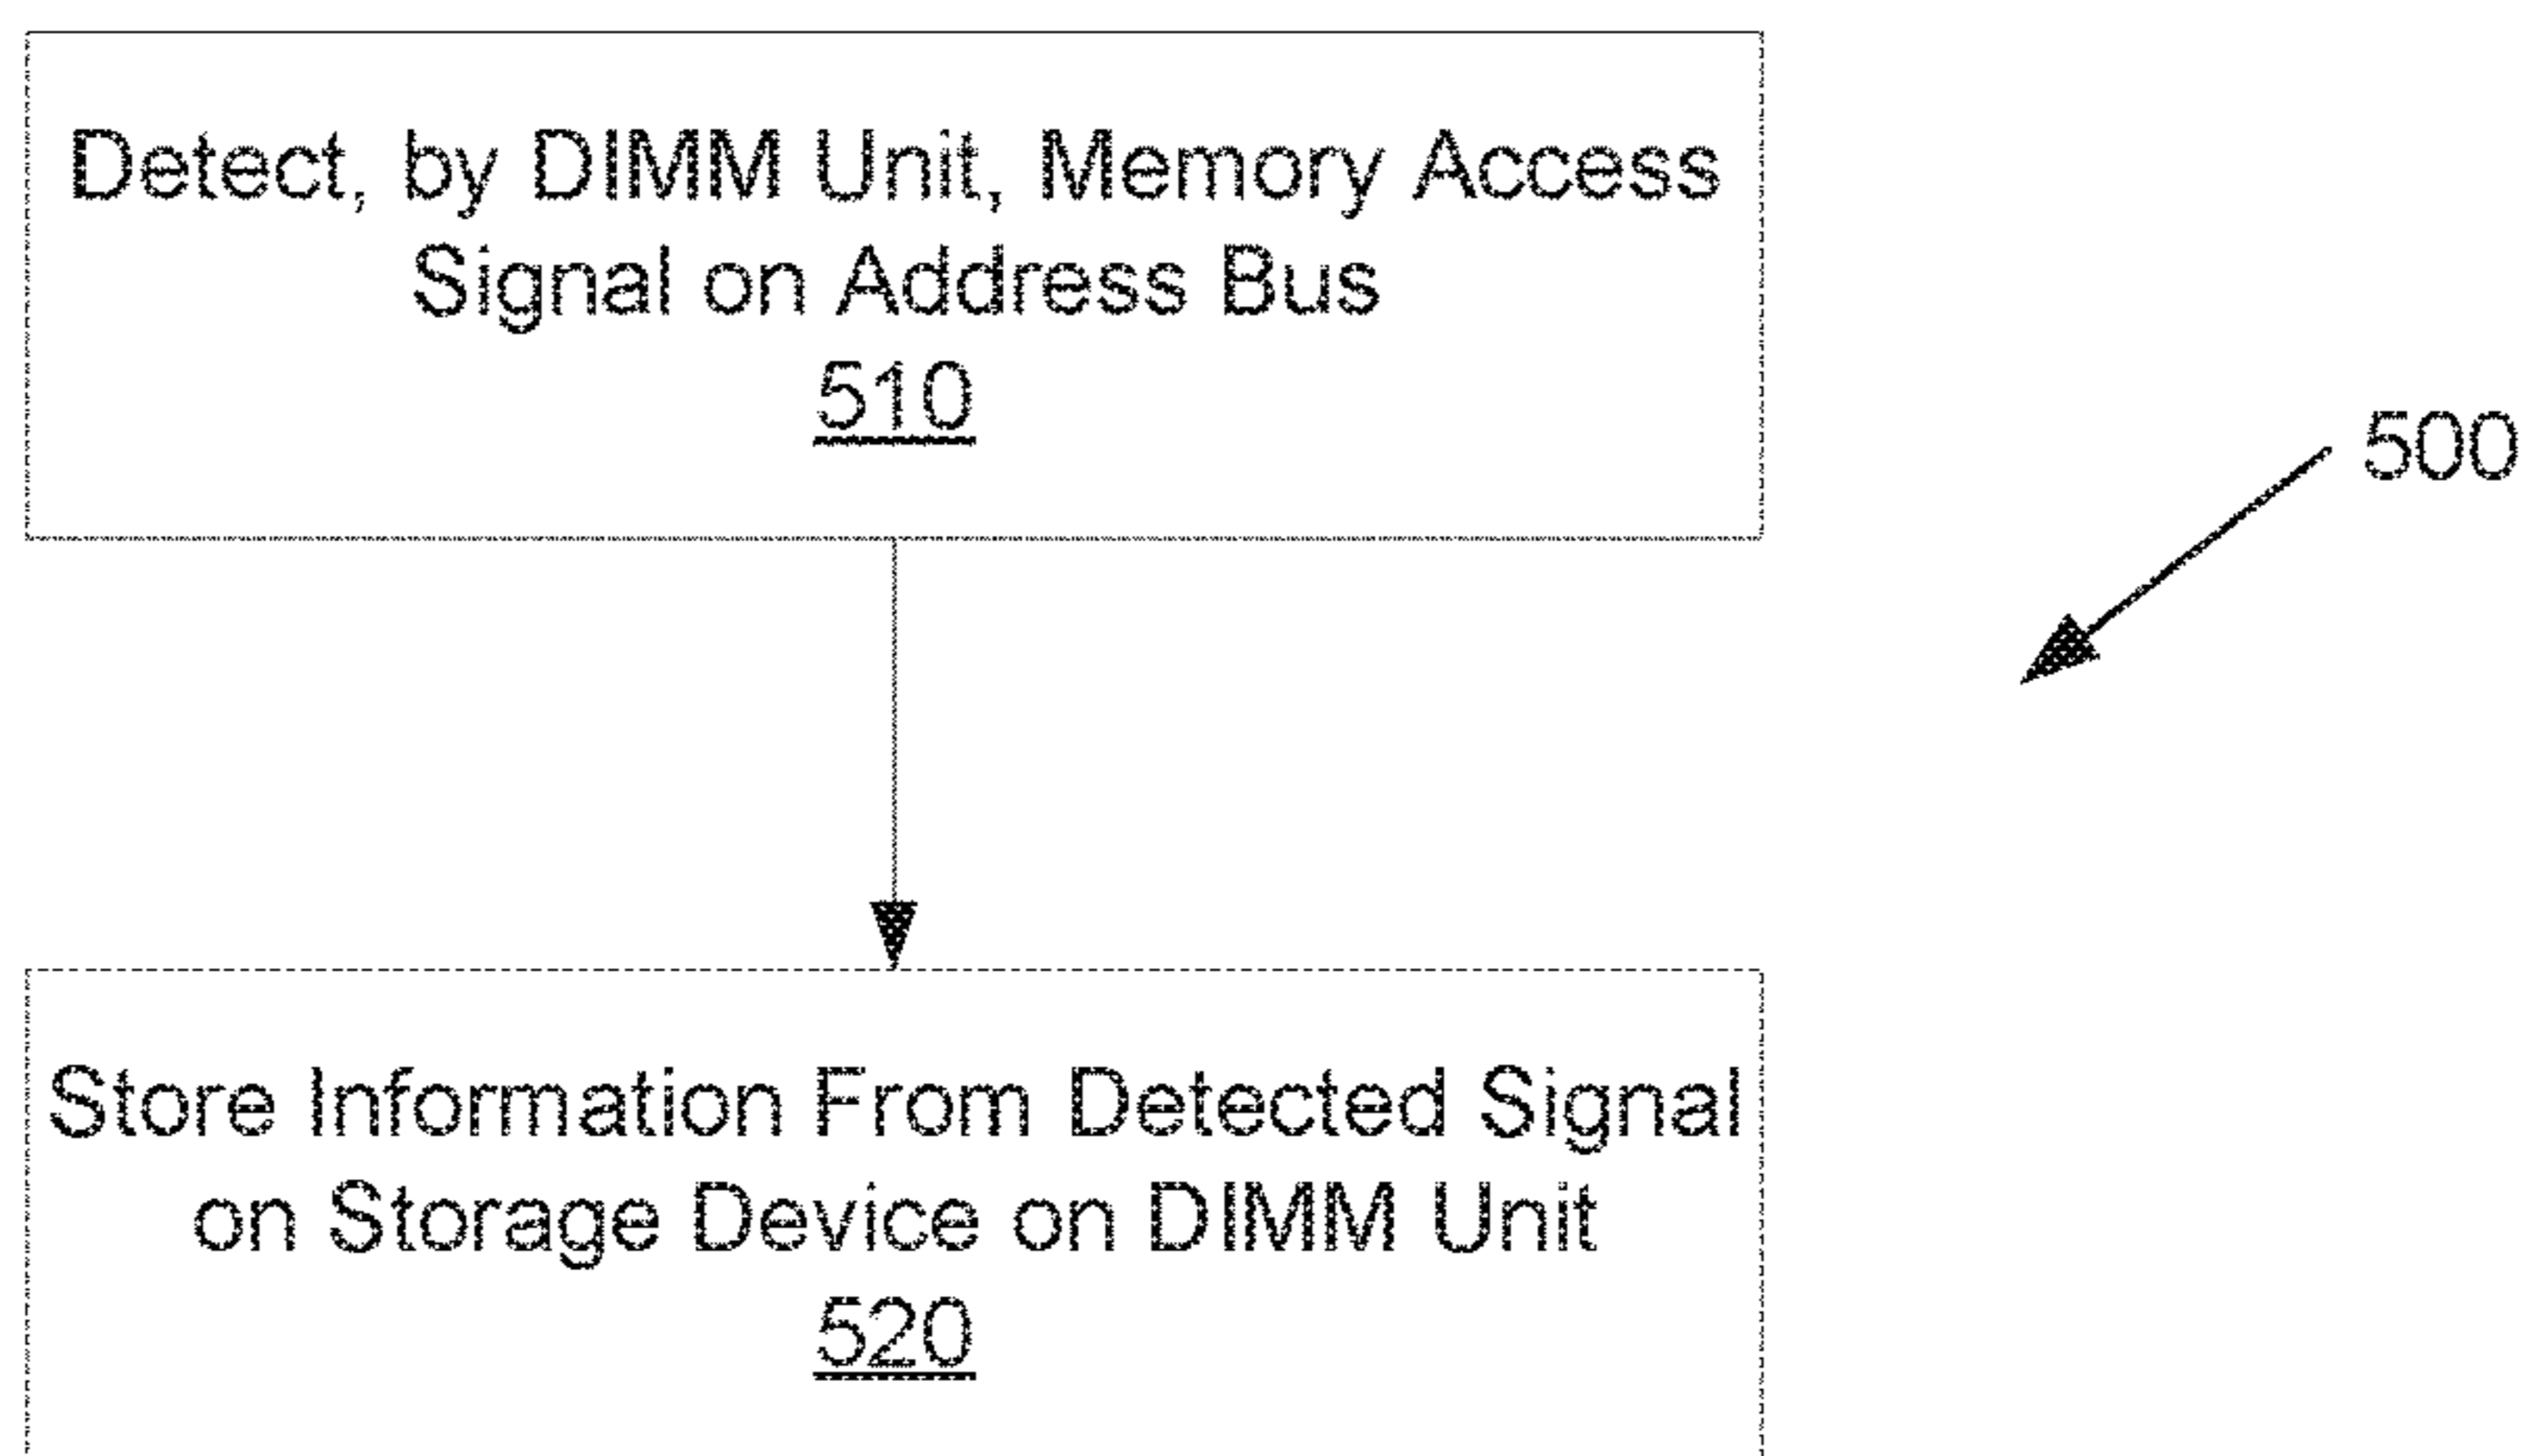 Detect, by DIMM Unit, Memory Access
Signal on Address Bus
510
500
Store Information From Detected Signal
on Storage Device on DIMM Unit
520